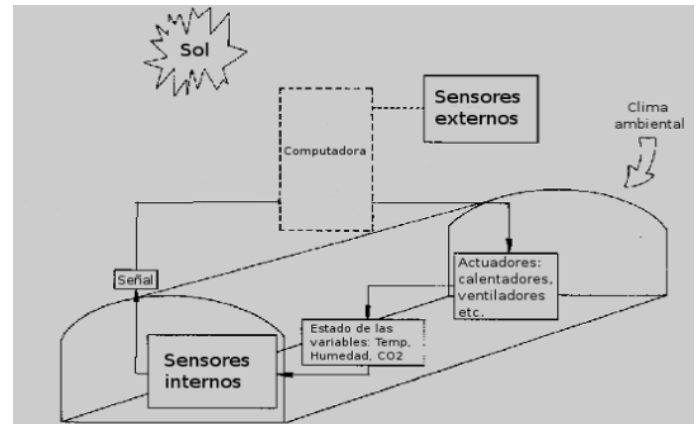 Sol
Sensores
externos
Clima
ambiental
Computadora
Señal
Actuadores:
calentadores,
ventiladores
etc.
Estado de las
variables: Temp,
Humedad, CO2
Sensores
internos